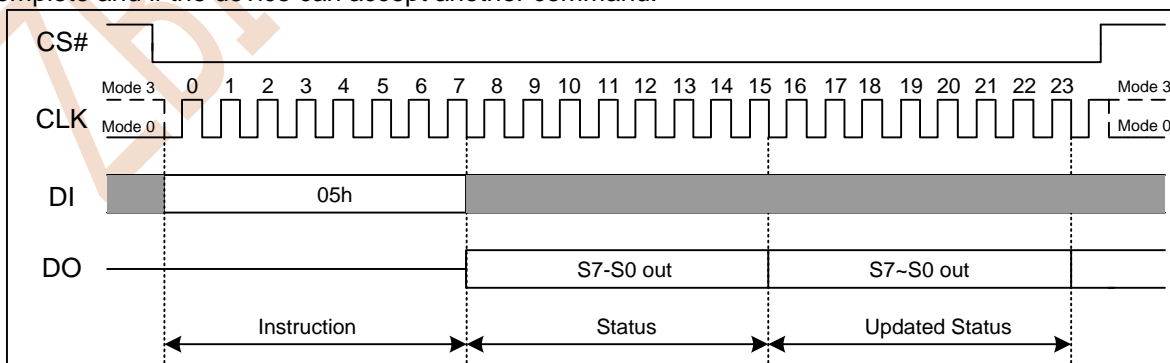 omplete and if the device can accept another command.
CS#
Mode 3 0 1 2 3 4 5 6 7 8 9 10 11 12 13 14 15 16 17 18 19 20 21 22 23 Mode 3
CLK
Mode 0 Mode 0
DI 05h
DO S7-S0 out S7~S0 out
Instruction Status Updated Status